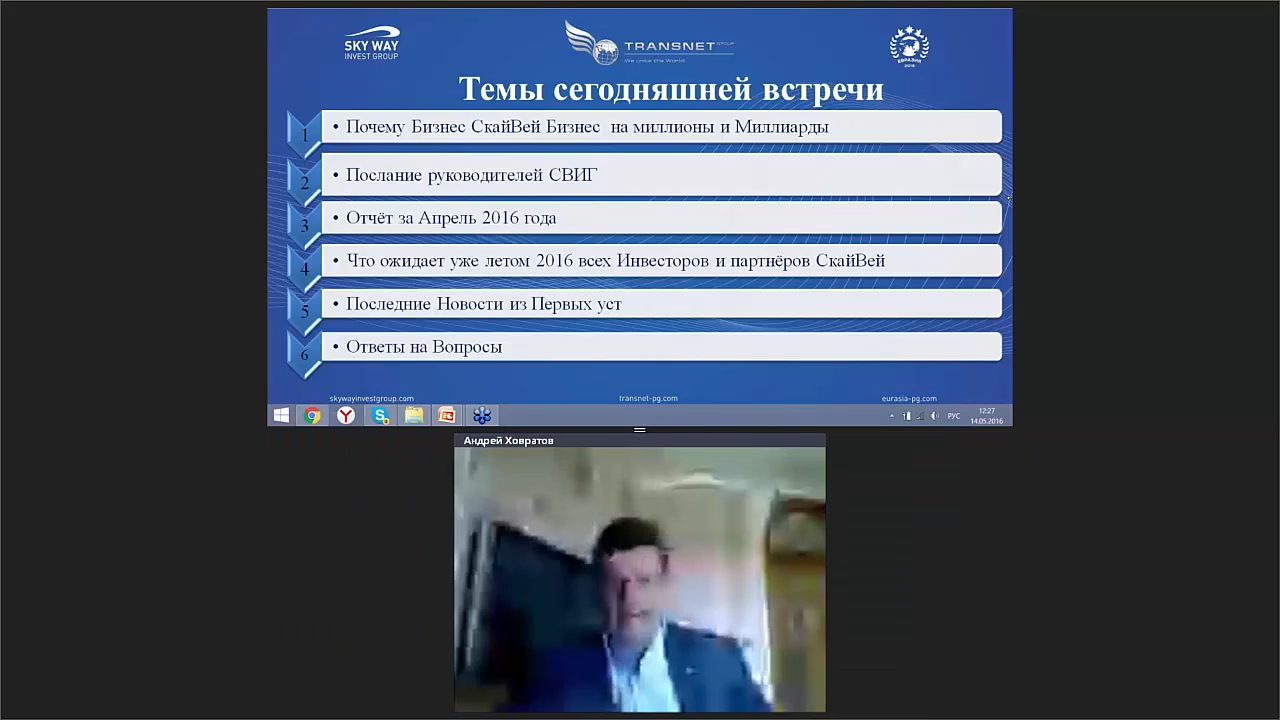 SKY WAY
INVEST GROUP
TRANSNET GROUP
We unite the World
ЕВРАЗИЯ
2016
Темы сегодняшней встречи
1
• Почему Бизнес СкайВей Бизнес на миллионы и Миллиарды
2
• Послание руководителей СВИГ
3
• Отчёт за Апрель 2016 года
4
• Что ожидает уже летом 2016 всех Инвесторов и партнёров СкайВей
5
• Последние Новости из Первых уст
6
• Ответы на Вопросы
skywayinvestgroup.com
transnet-pg.com
eurasia-pg.com
РУС
12:27
14.05.2016
Андрей Ховратов